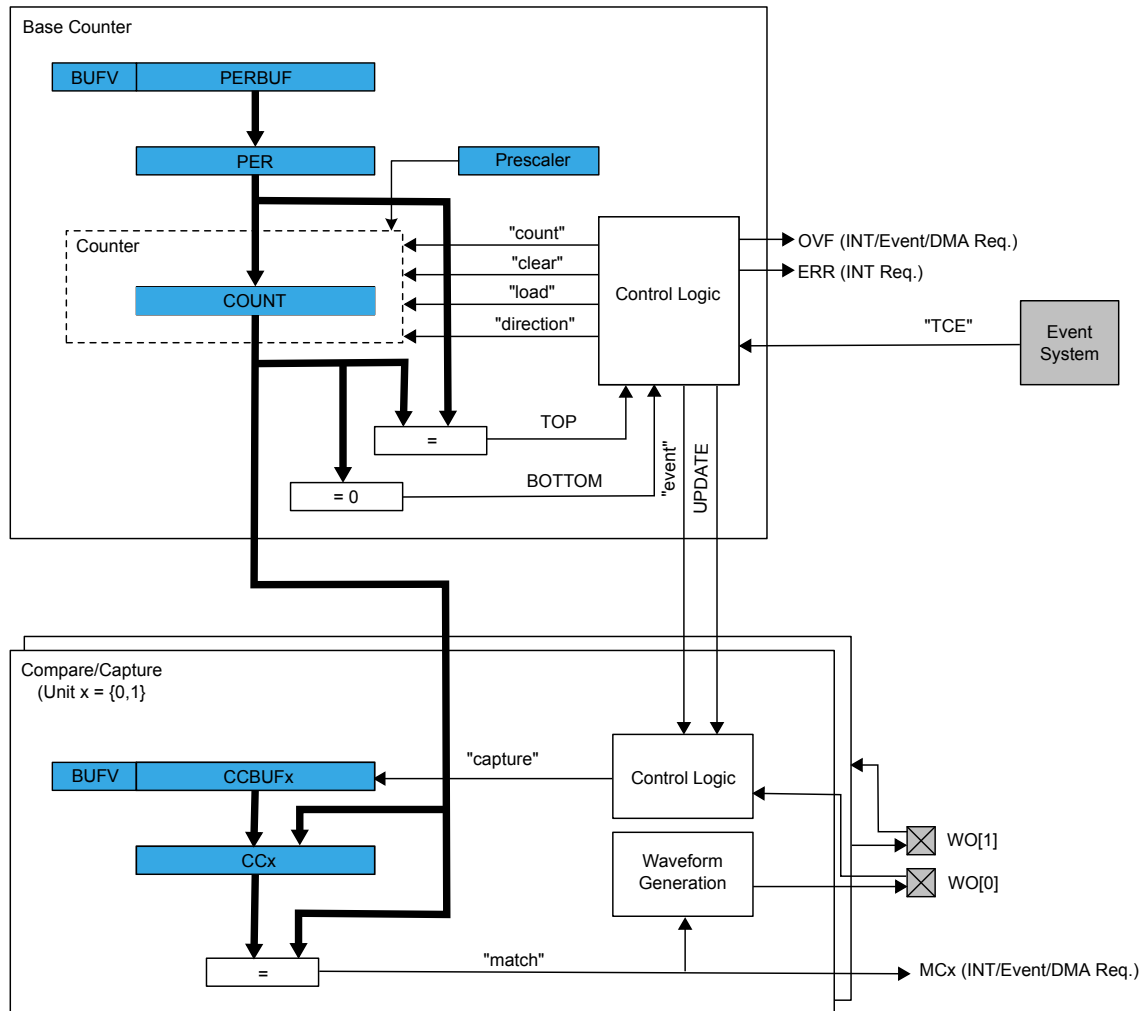 Base Counter
BUFV
PERBUF
PER
Prescaler
Counter
COUNT
"count"
"clear"
"load"
"direction"
Control Logic
OVF (INT/Event/DMA Req.)
ERR (INT Req.)
"TCE"
Event
System
=
TOP
= 0
BOTTOM
"event"
UPDATE
Compare/Capture
(Unit x = {0,1}
BUFV
CCBUFx
"capture"
Control Logic
CCx
Waveform
Generation
WO[1]
WO[0]
=
"match"
MCx (INT/Event/DMA Req.)